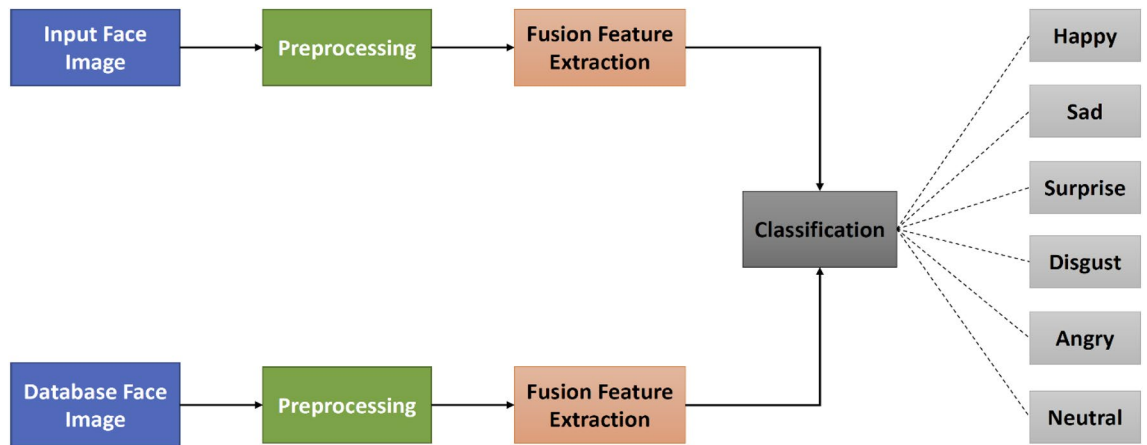 Input Face
Image
Preprocessing
Fusion Feature
Extraction
Happy
Sad
Surprise
Classification
Disgust
Angry
Database Face
Image
Preprocessing
Fusion Feature
Extraction
Neutral